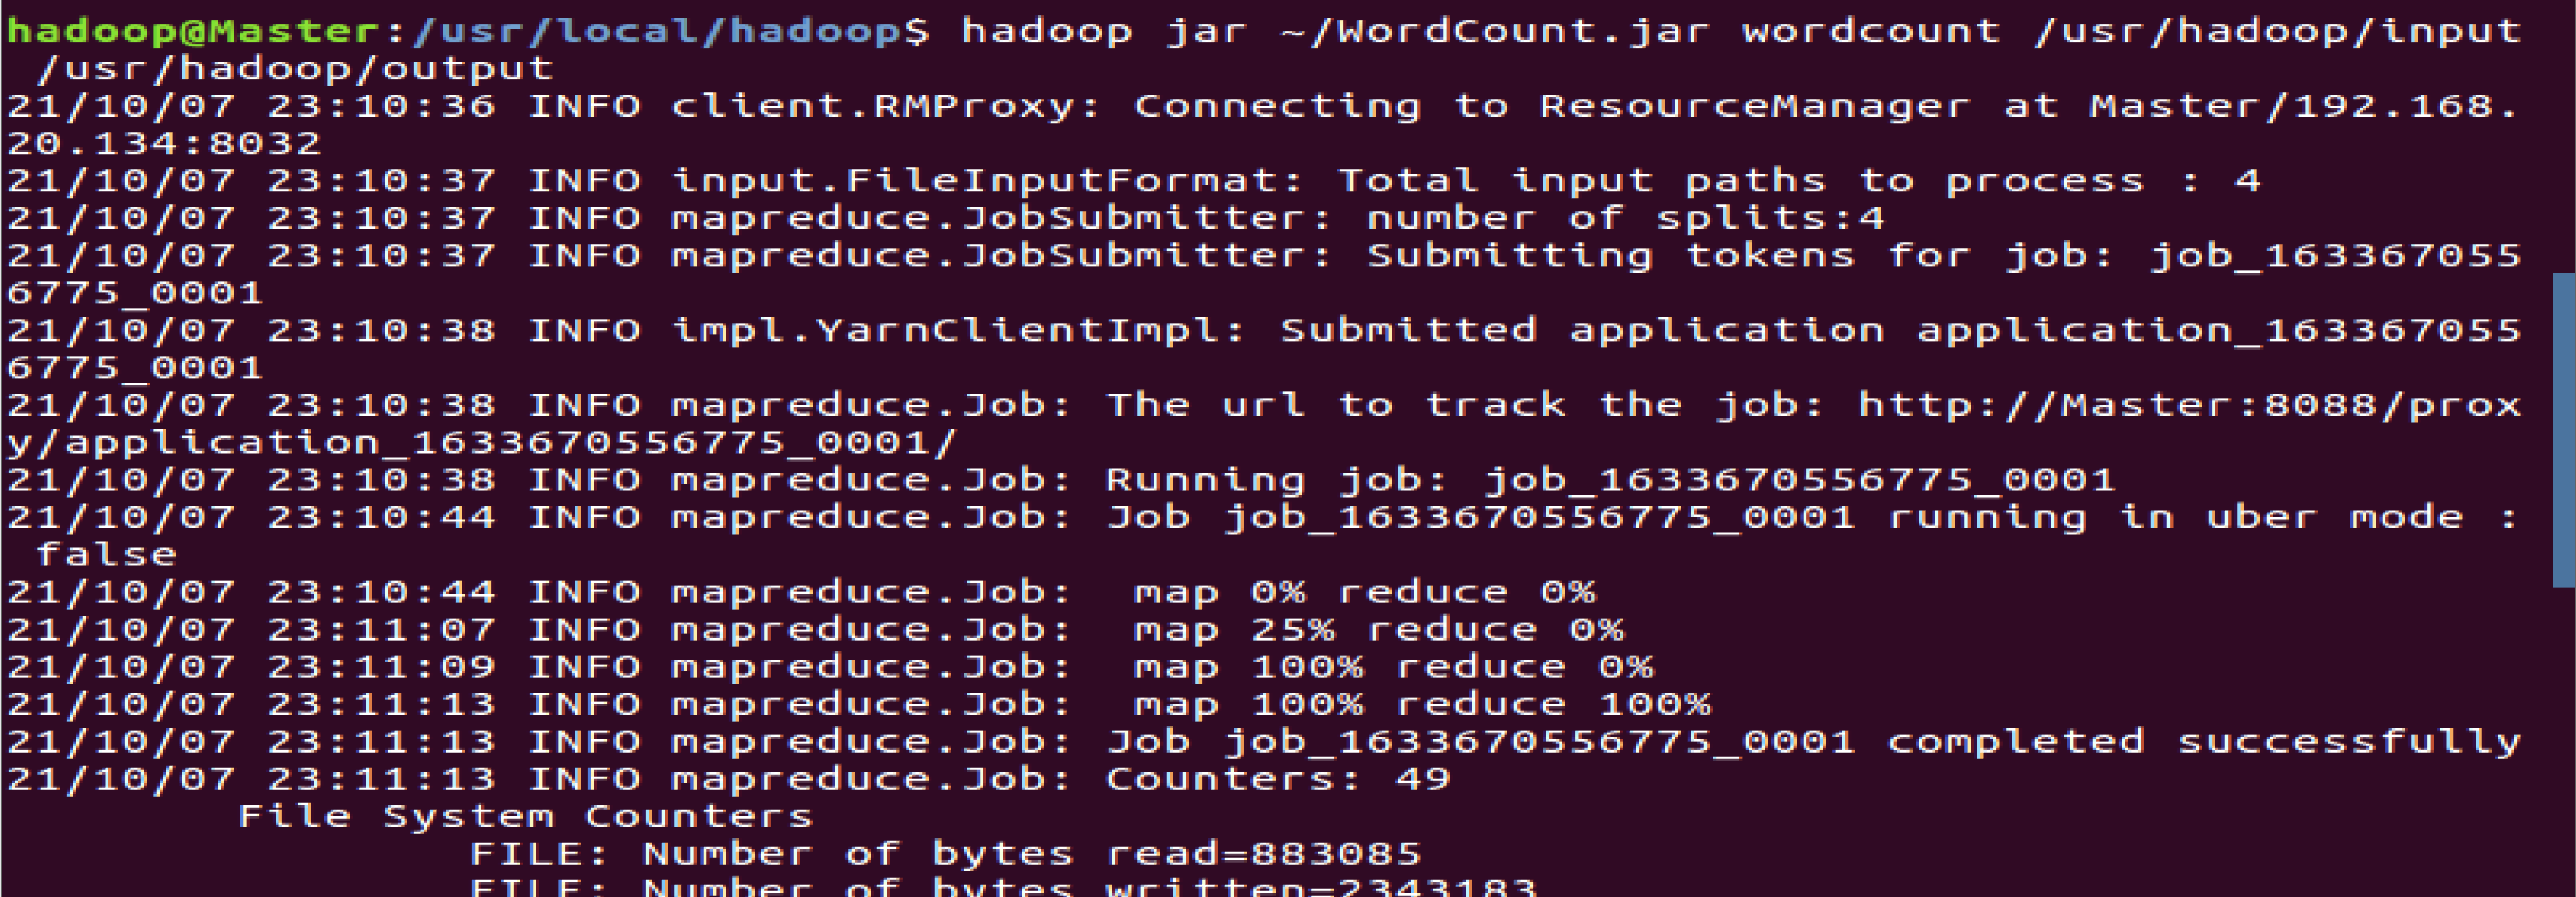 hadoop@Master:/usr/local/hadoop$ hadoop jar ~/WordCount.jar wordcount /usr/hadoop/input
/usr/hadoop/output
21/10/07 23:10:36 INFO client.RMProxy: Connecting to ResourceManager at Master/192.168.
20.134:8032
21/10/07 23:10:37 INFO input.FileInputFormat: Total input paths to process : 4
21/10/07 23:10:37 INFO mapreduce.JobSubmitter: number of splits:4
21/10/07 23:10:37 INFO mapreduce.JobSubmitter: Submitting tokens for job: job_163367055
6775_0001
21/10/07 23:10:38 INFO impl.YarnClientImpl: Submitted application application_163367055
6775_0001
21/10/07 23:10:38 INFO mapreduce.Job: The url to track the job: http://Master:8088/prox
y/application_1633670556775_0001/
21/10/07 23:10:38 INFO mapreduce.Job: Running job: job_1633670556775_0001
21/10/07 23:10:44 INFO mapreduce.Job: Job job_1633670556775_0001 running in uber mode :
false
21/10/07 23:10:44 INFO mapreduce.Job:  map 0% reduce 0%
21/10/07 23:11:07 INFO mapreduce.Job:  map 25% reduce 0%
21/10/07 23:11:09 INFO mapreduce.Job:  map 100% reduce 0%
21/10/07 23:11:13 INFO mapreduce.Job:  map 100% reduce 100%
21/10/07 23:11:13 INFO mapreduce.Job: Job job_1633670556775_0001 completed successfully
21/10/07 23:11:13 INFO mapreduce.Job: Counters: 49
File System Counters
FILE: Number of bytes read=883085
FILE: Number of bytes written=2343183